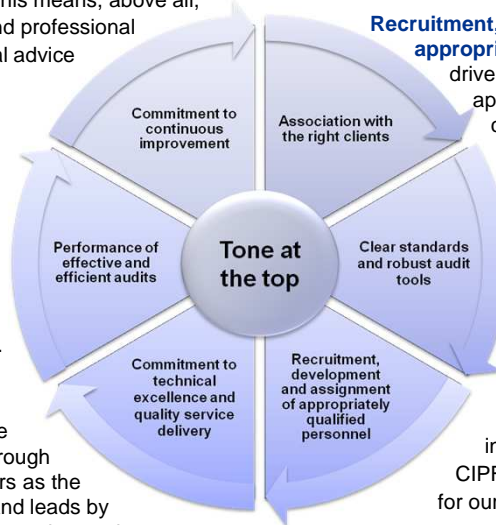 his means, above all,
nd professional
al advice
Recruitment,
appropri
drive
ap
Commitment to
continuous
improvement
Association with
the right clients
Clear standards
and robust audit
tools
Recruitment,
development
and assignment
of appropriately
qualified
personnel
Commitment to
technical
excellence and
quality service
delivery
Performance of
effective and
efficient audits
Tone at
the top
rough
rs as the
nd leads by
in
CIPF
for our